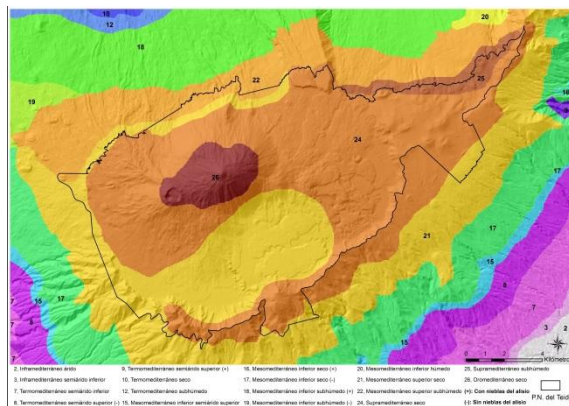 10
12
20
18
22
25
16
19
24
26
17
21
17
15
6
7
7
15
17
3
2
Kilómetros
2, Inframediterráneo árido
9, Termomediterráneo semiárido superior (+)
16, Mesomediterráneo inferior seco (+)
20, Mesomediterráneo inferior húmedo
25, Supramediterráneo subhúmedo
3, Inframediterráneo semiárido inferior
10, Termomediterráneo seco
17, Mesomediterráneo inferior seco (-)
21, Mesomediterráneo superior seco
26, Oromediterráneo seco
7, Termomediterráneo semiárido inferior
12, Termomediterráneo subhúmedo
18, Mesomediterráneo inferior subhúmedo (+)
22, Mesomediterráneo superior subhúmedo
(+): Con nieblas del alisio
8, Termomediterráneo semiárido superior (-)
15, Mesomediterráneo inferior semiárido superior
19, Mesomediterráneo inferior subhúmedo (-)
24, Supramediterráneo seco
(-): Sin nieblas del alisio
P.N. del Teide